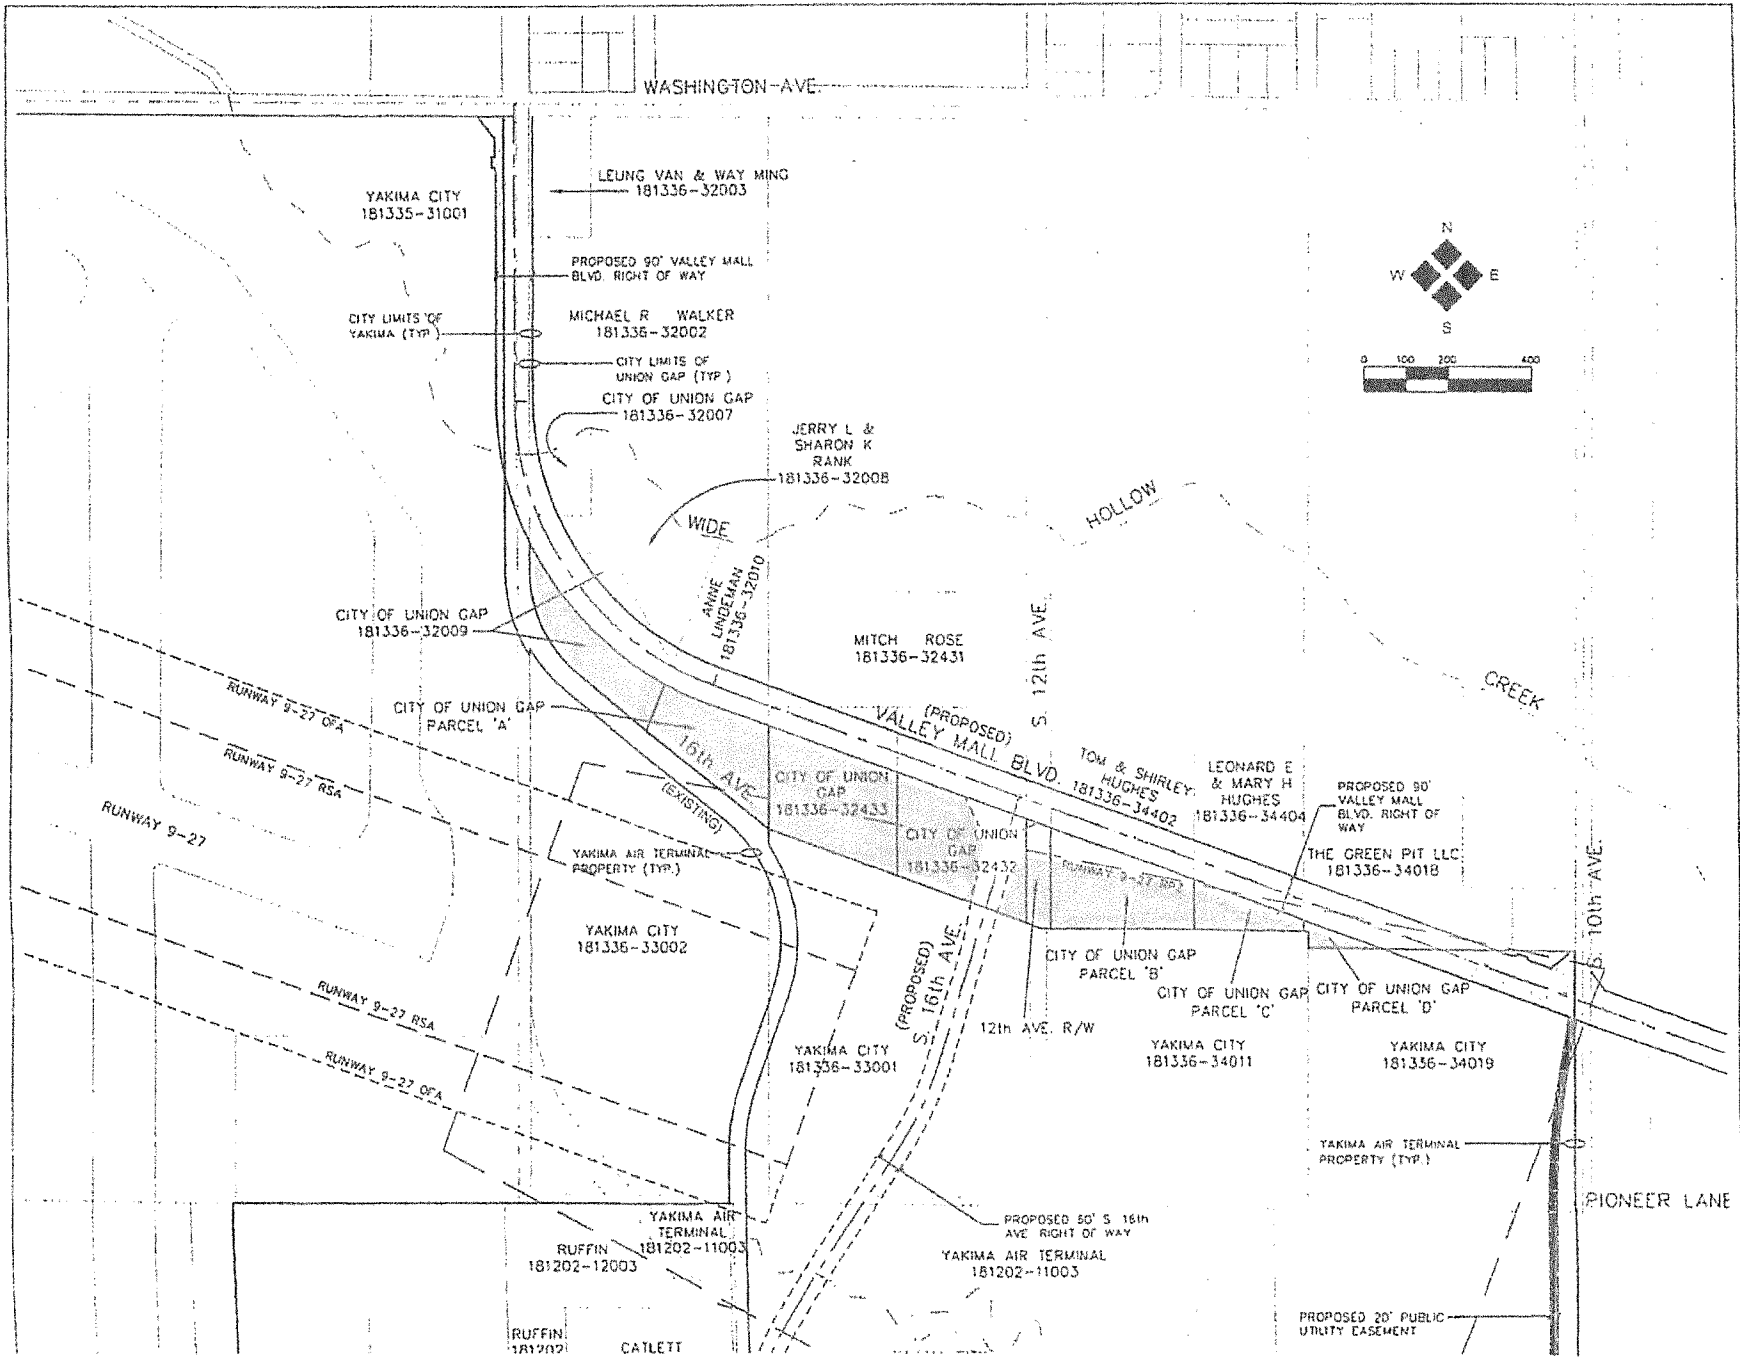 WASHINGTON AVE.
LEUNG VAN & WAY MING
181336-32003
YAKIMA CITY
181335-31001
N
W
E
S
PROPOSED 90' VALLEY MALL
BLVD. RIGHT OF WAY
CITY LIMITS OF
YAKIMA (TYP.)
MICHAEL R WALKER
181336-32002
CITY LIMITS OF
UNION GAP (TYP.)
0 100 200 400
CITY OF UNION GAP
181336-32007
JERRY L &
SHARON K
RANK
181336-32008
WIDE
HOLLOW
CREEK
ANNE
LINDEMAN
181336-32010
CITY OF UNION GAP
181336-32009
MITCH ROSE
181336-32431
S. 12th AVE.
RUNWAY 9-27 OFA
CITY OF UNION GAP
PARCEL 'A'
(PROPOSED)
VALLEY MALL BLVD.
16th AVE.
(EXISTING)
RUNWAY 9-27 RSA
RUNWAY 9-27
CITY OF UNION
GAP
181336-32433
TOM & SHIRLEY
HUGHES
181336-34402
LEONARD E
& MARY H
HUGHES
181336-34404
PROPOSED 90'
VALLEY MALL
BLVD. RIGHT OF
WAY
CITY OF UNION
GAP
181336-32432
YAKIMA AIR TERMINAL
PROPERTY (TYP.)
THE GREEN PIT LLC
181336-34018
RUNWAY 9-27
S. 10th AVE.
YAKIMA CITY
181336-33002
CITY OF UNION GAP
PARCEL 'B'
CITY OF UNION GAP
PARCEL 'C'
CITY OF UNION GAP
PARCEL 'D'
(PROPOSED)
S. 16th AVE.
12th AVE. R/W
RUNWAY 9-27 RSA
RUNWAY 9-27 OFA
YAKIMA CITY
181336-33001
YAKIMA CITY
181336-34011
YAKIMA CITY
181336-34019
YAKIMA AIR TERMINAL
PROPERTY (TYP.)
PIONEER LANE
YAKIMA AIR
TERMINAL
181202-11003
RUFFIN
181202-12003
PROPOSED 60' S 16th
AVE RIGHT OF WAY
YAKIMA AIR TERMINAL
181202-11003
PROPOSED 20' PUBLIC
UTILITY EASEMENT
RUFFIN
181202
CATLETT